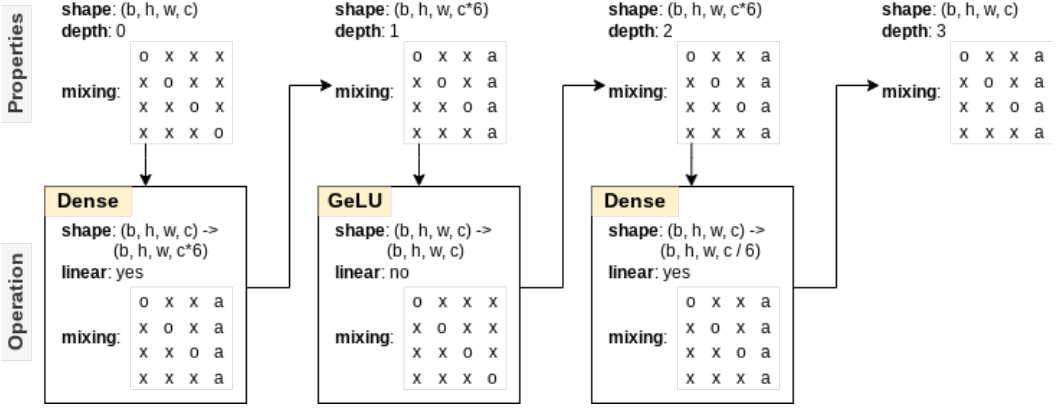 Properties
shape: (b, h, w, c)
depth: 0
mixing:
o x x x
x o x x
x x o x
x x x o
shape: (b, h, w, c*6)
depth: 1
mixing:
o x x a
x o x a
x x o a
x x x a
shape: (b, h, w, c*6)
depth: 2
mixing:
o x x a
x o x a
x x o a
x x x a
shape: (b, h, w, c)
depth: 3
mixing:
o x x a
x o x a
x x o a
x x x a
Operation
Dense
shape: (b, h, w, c) ->
(b, h, w, c*6)
linear: yes
mixing:
o x x a
x o x a
x x o a
x x x a
GeLU
shape: (b, h, w, c) ->
(b, h, w, c)
linear: no
mixing:
o x x x
x o x x
x x o x
x x x o
Dense
shape: (b, h, w, c) ->
(b, h, w, c / 6)
linear: yes
mixing:
o x x a
x o x a
x x o a
x x x a